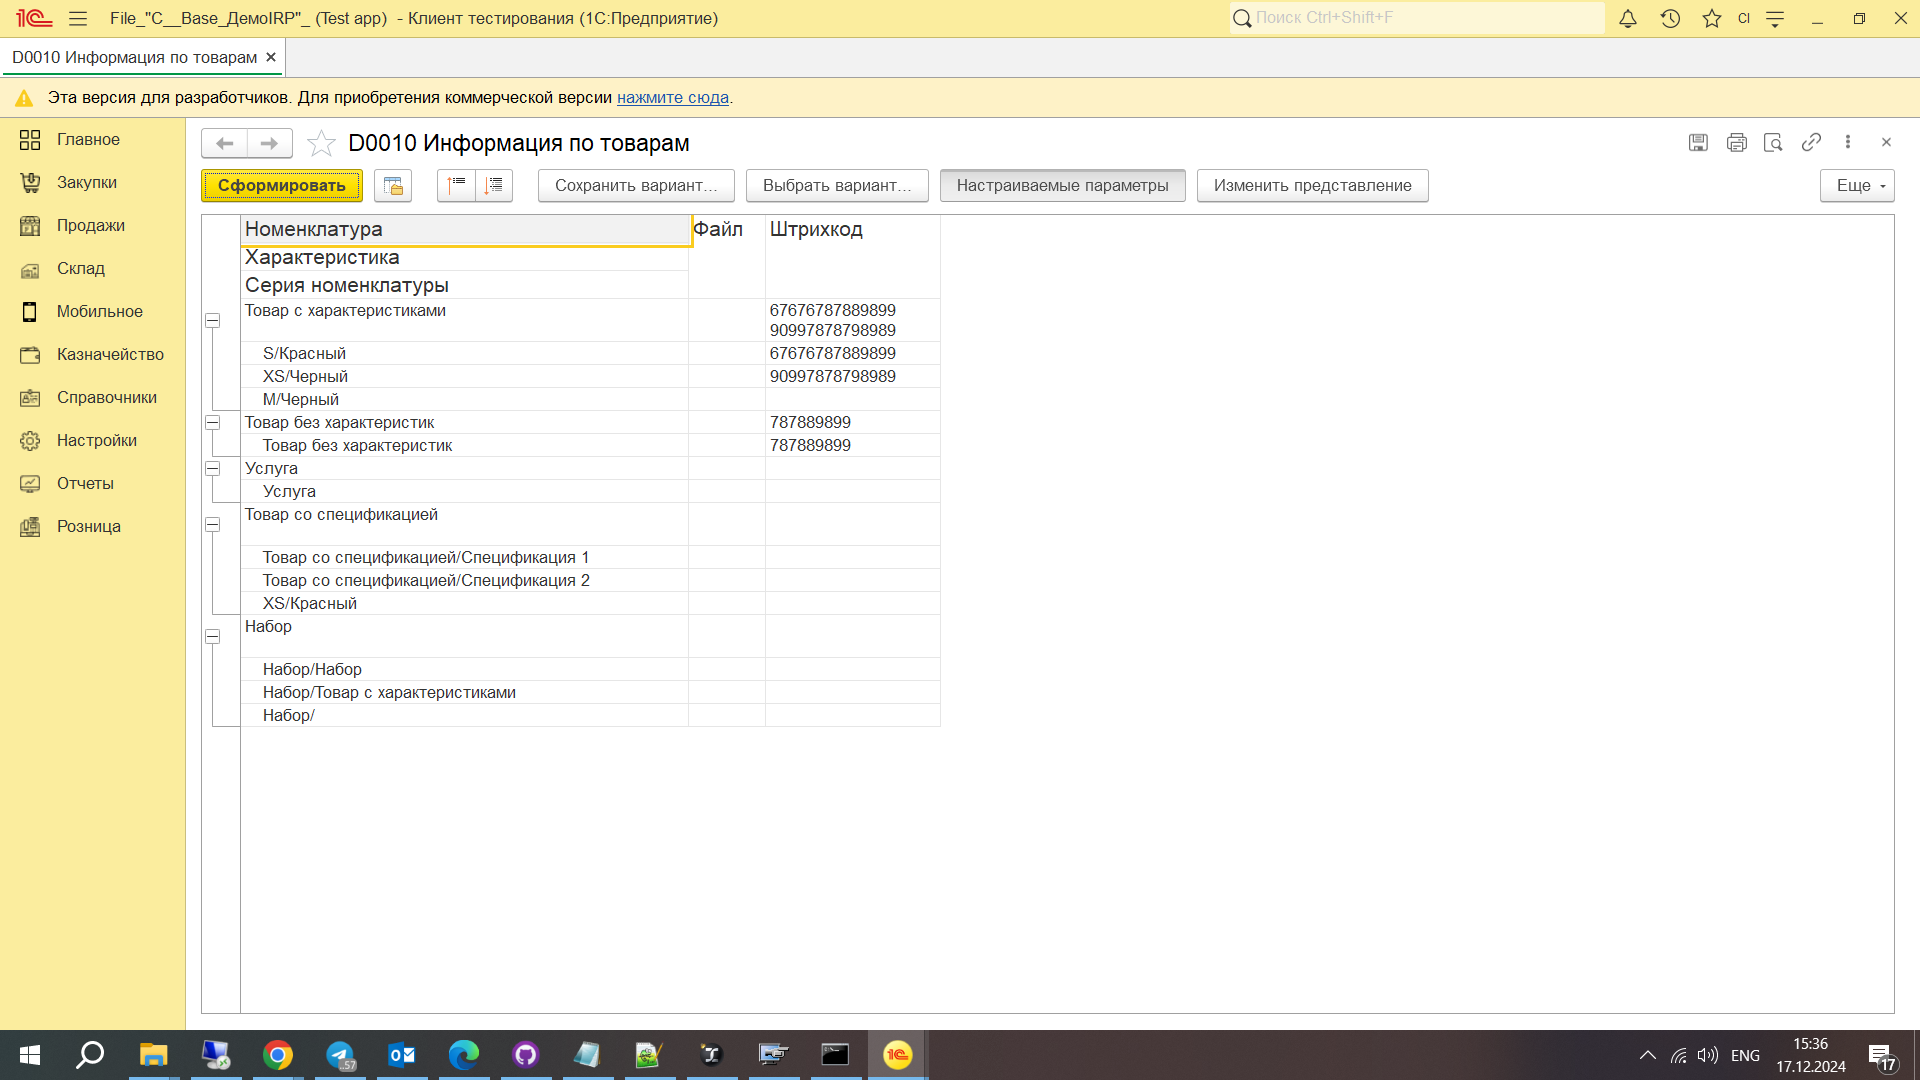 File_"C__Base_ДемоIRP"_ (Test app) - Клиент тестирования (1С:Предприятие)
Поиск Ctrl+Shift+F
CI
D0010 Информация по товарам
Эта версия для разработчиков. Для приобретения коммерческой версии нажмите сюда.
Главное
Закупки
Продажи
Склад
Мобильное
Казначейство
Справочники
Настройки
Отчеты
Розница
D0010 Информация по товарам
Сформировать
Сохранить вариант...
Выбрать вариант...
Настраиваемые параметры
Изменить представление
Еще
Номенклатура Файл Штрихкод
Характеристика
Серия номенклатуры
Товар с характеристиками 67676787889899
90997878798989
S/Красный 67676787889899
XS/Черный 90997878798989
M/Черный
Товар без характеристик 787889899
Товар без характеристик 787889899
Услуга
Услуга
Товар со спецификацией
Товар со спецификацией/Спецификация 1
Товар со спецификацией/Спецификация 2
XS/Красный
Набор
Набор/Набор
Набор/Товар с характеристиками
Набор/
..57
ENG
15:36
17.12.2024
17